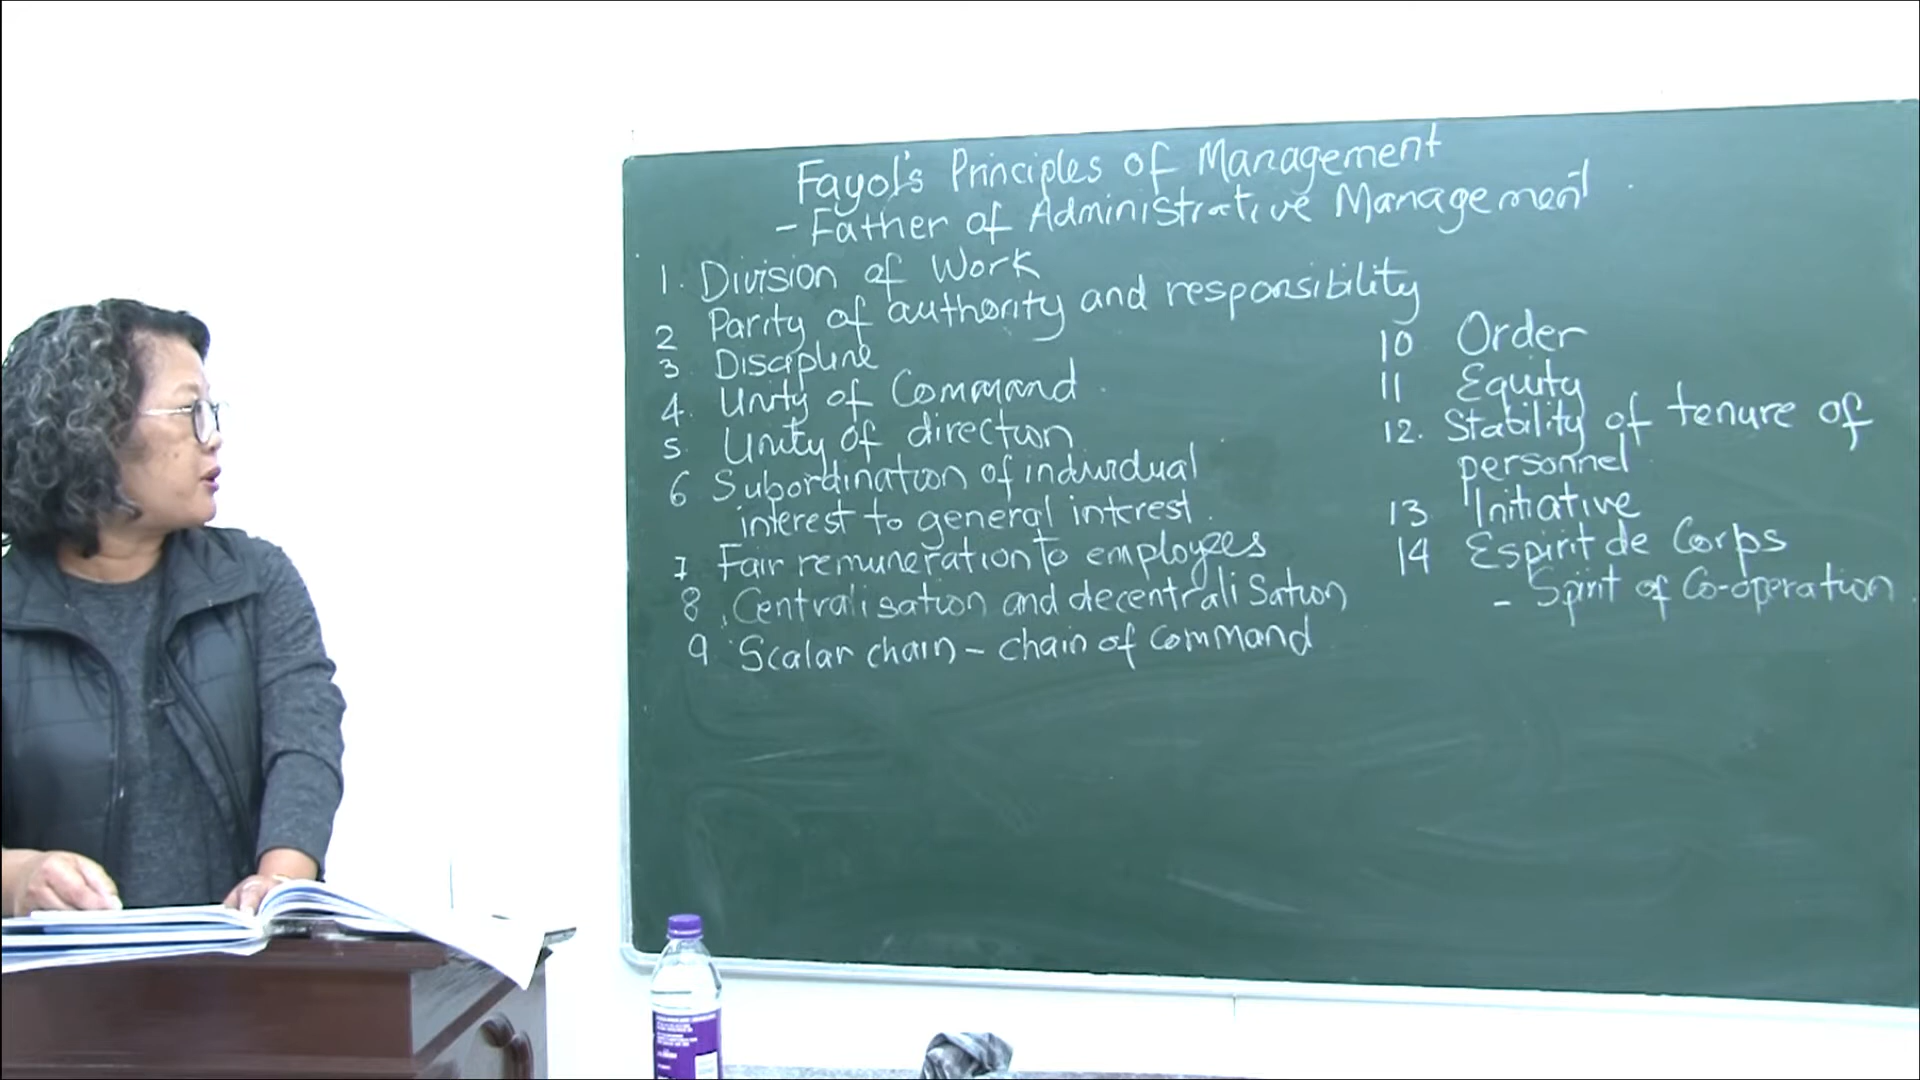 Fayol's Principles of Management
- Father of Administrative Management
1. Division of Work
2 Parity of authority and responsibility
3. Discipline
4. Unity of Command
5. Unity of direction
6 Subordination of individual
interest to general interest.
7 Fair remuneration to employees
8 Centralisation and decentralisation
9. Scalar chain - chain of command
10 Order
11 Equity
12. Stability of tenure of
personnel
13 Initiative
14 Espirit de Corps
- Spirit of Co-operation